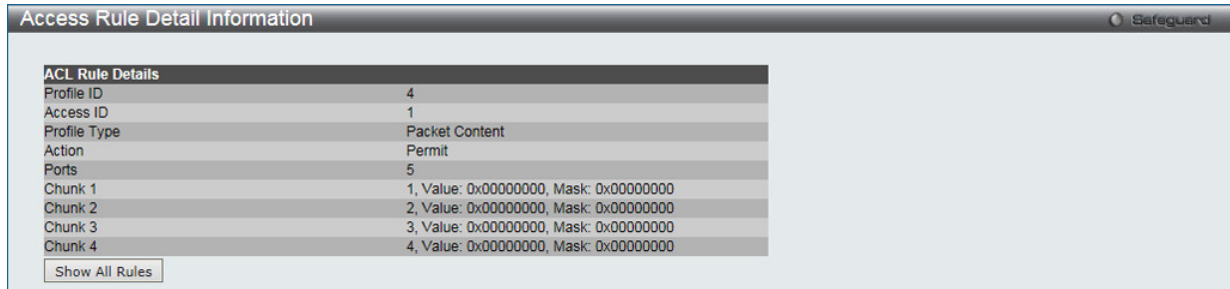 Access Rule Detail Information
Safeguard
ACL Rule Details
Profile ID 4
Access ID 1
Profile Type Packet Content
Action Permit
Ports 5
Chunk 1 1, Value: 0x00000000, Mask: 0x00000000
Chunk 2 2, Value: 0x00000000, Mask: 0x00000000
Chunk 3 3, Value: 0x00000000, Mask: 0x00000000
Chunk 4 4, Value: 0x00000000, Mask: 0x00000000
Show All Rules